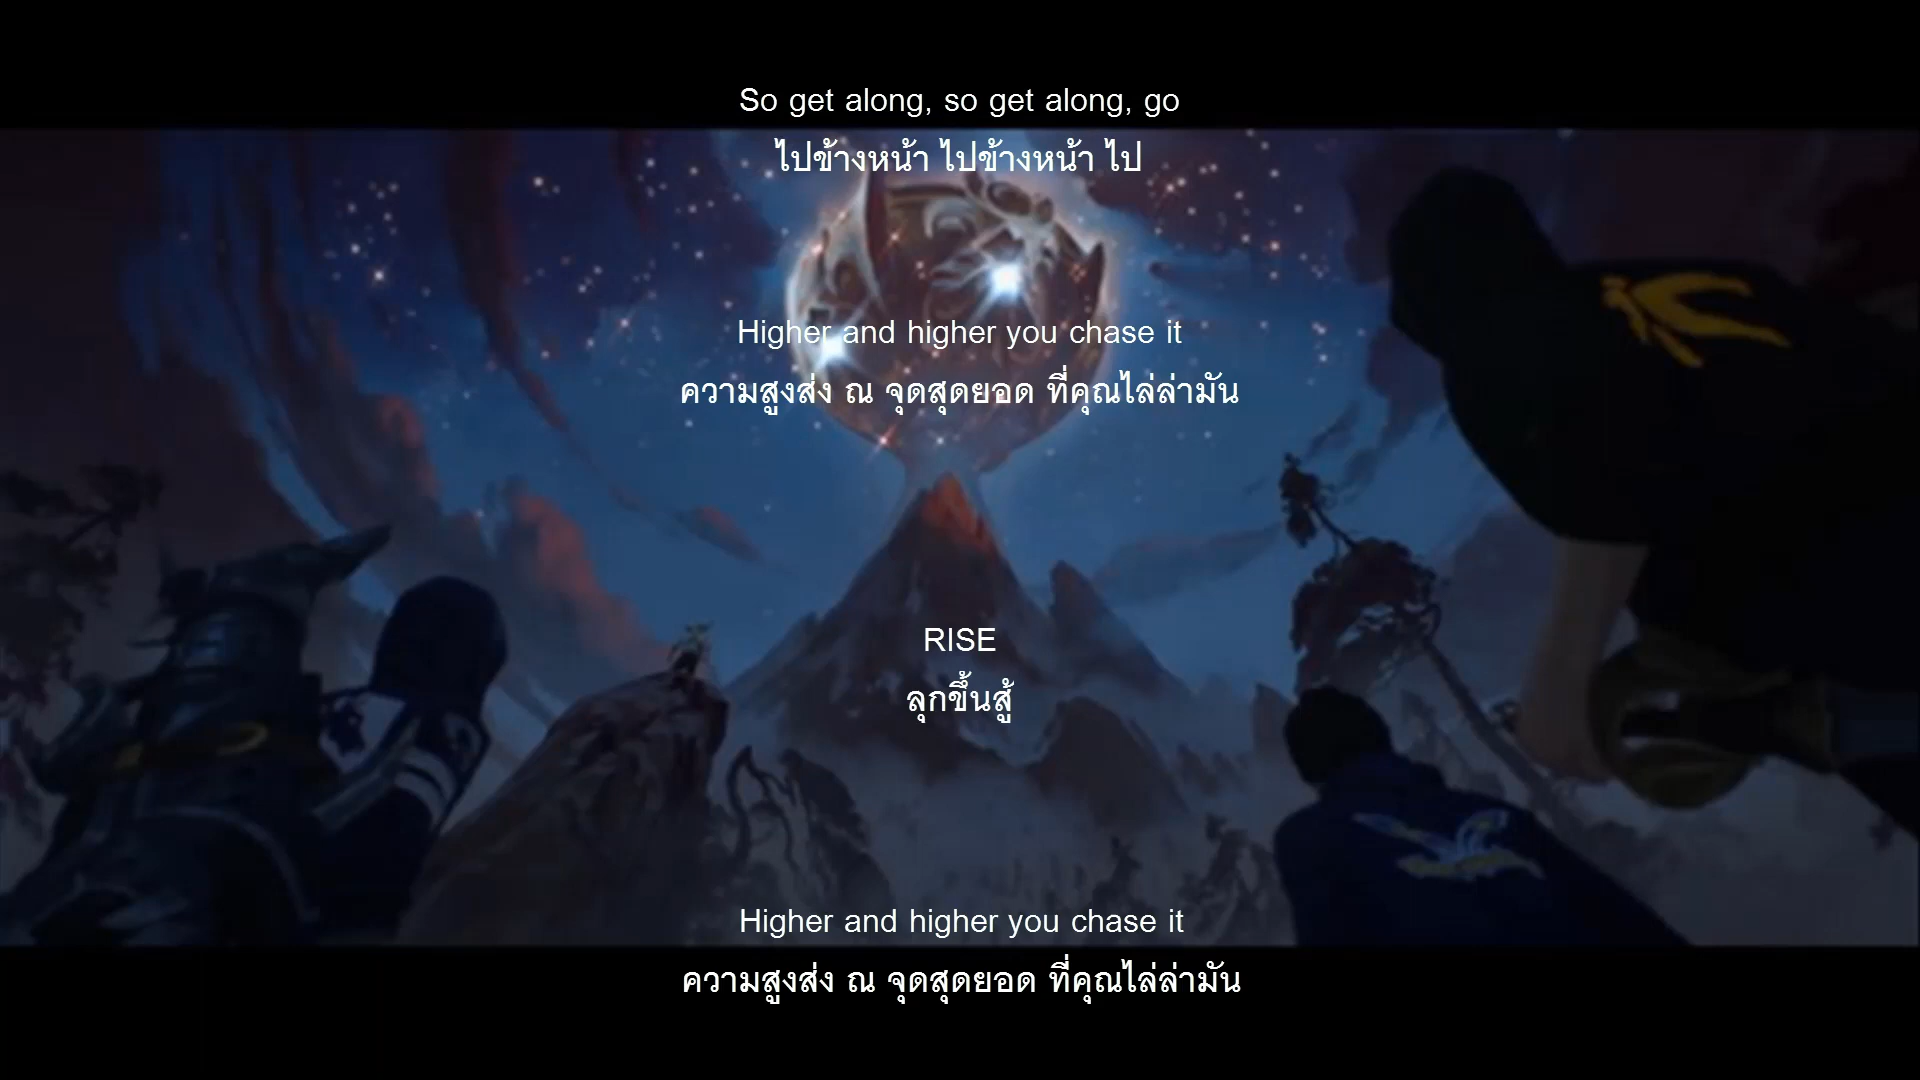 So get along, so get along, go
ไปข้างหน้า ไปข้างหน้า ไป
Higher and higher you chase it
ความสูงส่ง ณ จุดสุดยอด ที่คุณไล่ล่ามัน
RISE
ลุกขึ้นสู้
Higher and higher you chase it
ความสูงส่ง ณ จุดสุดยอด ที่คุณไล่ล่ามัน